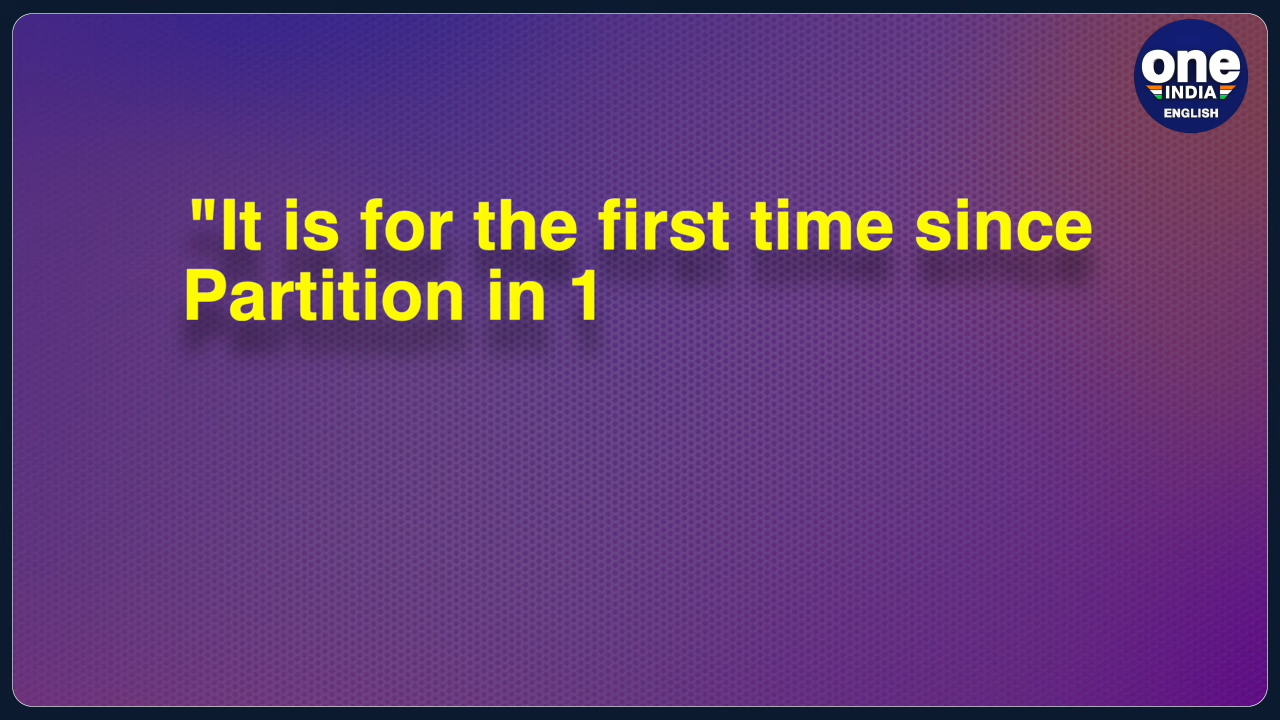 one
INDIA
ENGLISH
"It is for the first time since
Partition in 1